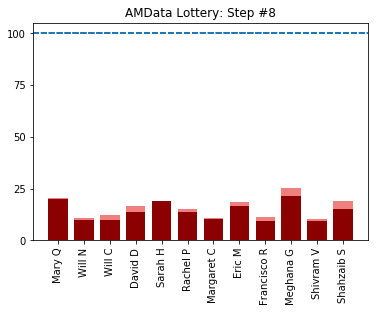 AMData Lottery: Step #8
100
75
50
25
0
Mary Q
Will N
Will C
David D
Sarah H
Rachel P
Margaret C
Eric M
Francisco R
Meghana G
Shivram V
Shahzaib S